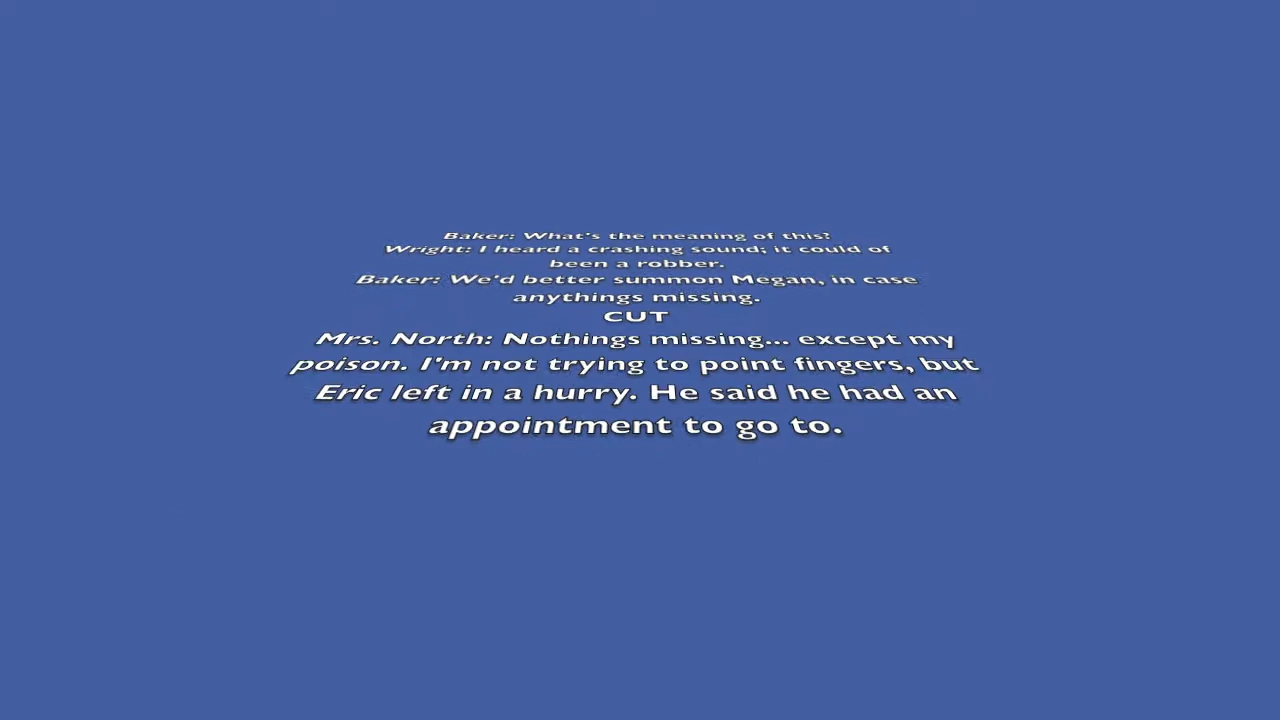 Baker: What's the meaning of this?
Wright: I heard a crashing sound; it could of
been a robber.
Baker: We'd better summon Megan, in case
anythings missing.
CUT
Mrs. North: Nothings missing... except my
poison. I'm not trying to point fingers, but
Eric left in a hurry. He said he had an
appointment to go to.